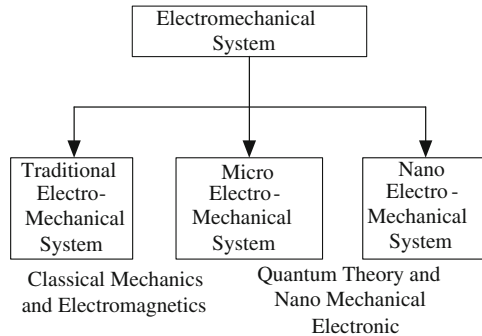 Electromechanical
System
Traditional
Electro-
Mechanical
System
Micro
Electro-
Mechanical
System
Nano
Electro-
Mechanical
System
Classical Mechanics
and Electromagnetics
Quantum Theory and
Nano Mechanical
Electronic